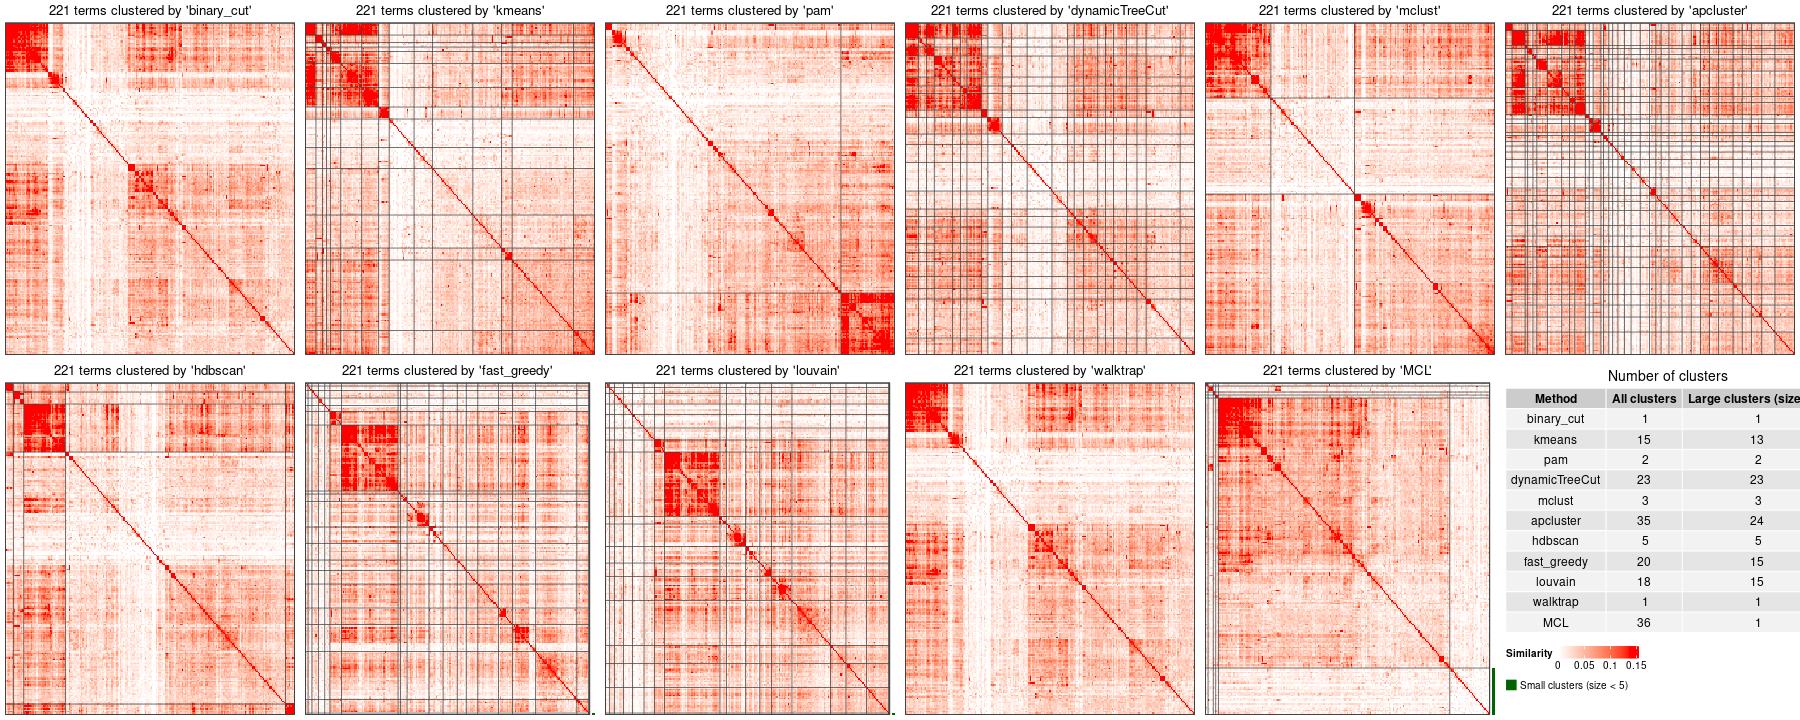 221 terms clustered by 'binary_cut'
221 terms clustered by 'kmeans'
221 terms clustered by 'pam'
221 terms clustered by 'dynamicTreeCut'
221 terms clustered by 'mclust'
221 terms clustered by 'apcluster'
221 terms clustered by 'hdbscan'
221 terms clustered by 'fast_greedy'
221 terms clustered by 'louvain'
221 terms clustered by 'walktrap'
221 terms clustered by 'MCL'
Number of clusters
Method All clusters Large clusters (size
binary_cut 1 1
kmeans 15 13
pam 2 2
dynamicTreeCut 23 23
mclust 3 3
apcluster 35 24
hdbscan 5 5
fast_greedy 20 15
louvain 18 15
walktrap 1 1
MCL 36 1
Similarity
0 0.05 0.1 0.15
Small clusters (size < 5)